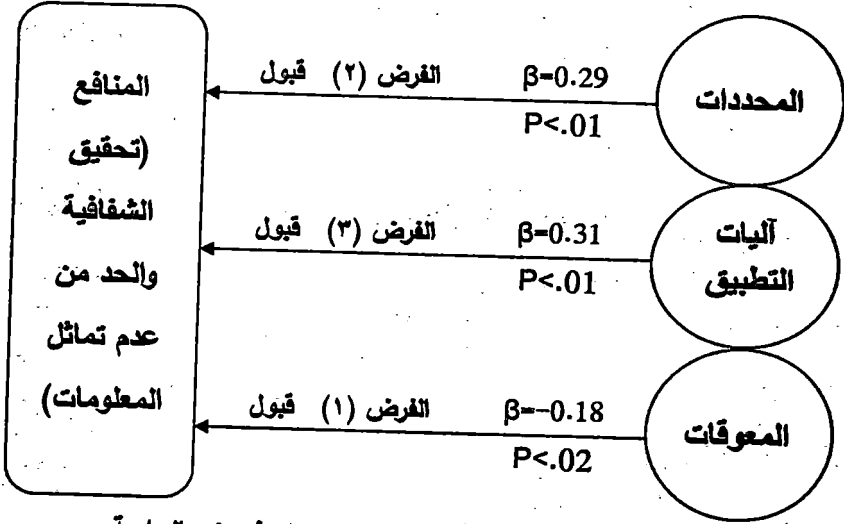 المحددات
β=0.29
الفرض (٢) قبول
P<.01
آليات
التطبيق
β=0.31
الفرض (٣) قبول
P<.01
المعوقات
β=-0.18
الفرض (١) قبول
P<.02
المنافع
(تحقيق
الشفافية
والحد من
عدم تماثل
المعلومات)